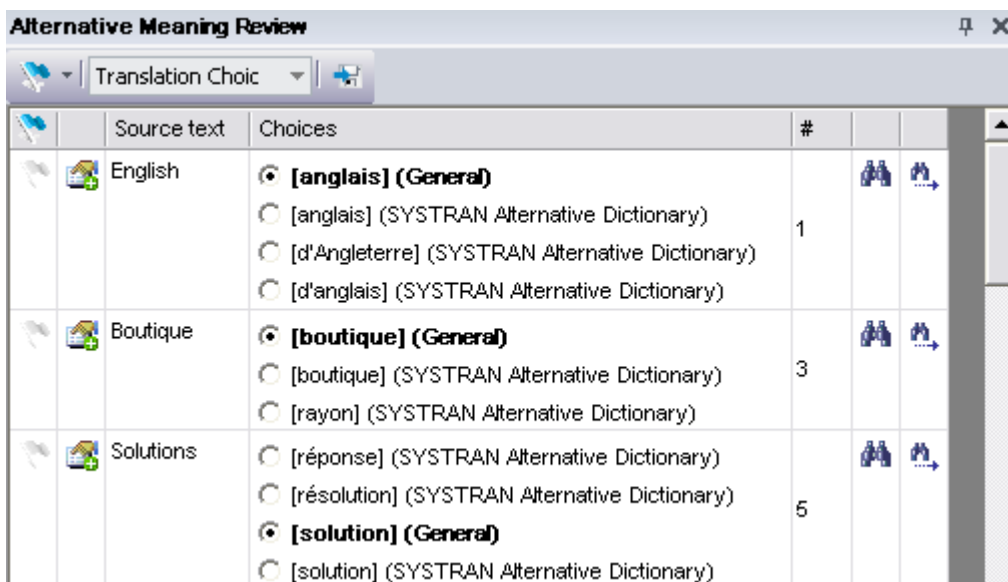 Alternative Meaning Review
Translation Choic
Source text Choices #
English [anglais] (General)
[anglais] (SYSTRAN Alternative Dictionary)
1
[d'Angleterre] (SYSTRAN Alternative Dictionary)
[d'anglais] (SYSTRAN Alternative Dictionary)
Boutique [boutique] (General)
[boutique] (SYSTRAN Alternative Dictionary) 3
[rayon] (SYSTRAN Alternative Dictionary)
Solutions [réponse] (SYSTRAN Alternative Dictionary)
[résolution] (SYSTRAN Alternative Dictionary)
5
[solution] (General)
[solution] (SYSTRAN Alternative Dictionary)